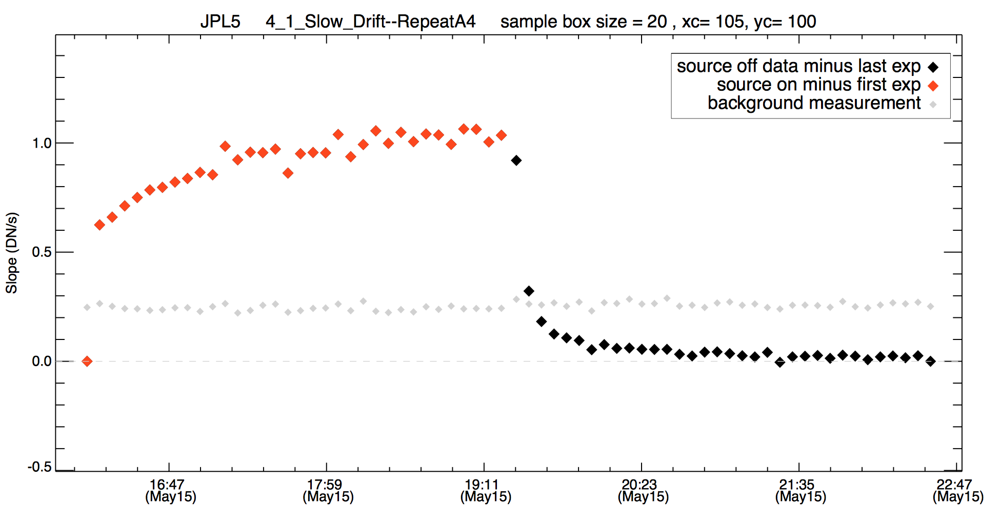 JPL5 4_1_Slow_Drift--RepeatA4 sample box size = 20 , xc= 105, yc= 100
source off data minus last exp
source on minus first exp
background measurement
Slope (DN/s)
1.0
0.5
0.0
-0.5
16:47 17:59 19:11 20:23 21:35 22:47
(May15) (May15) (May15) (May15) (May15) (May15)